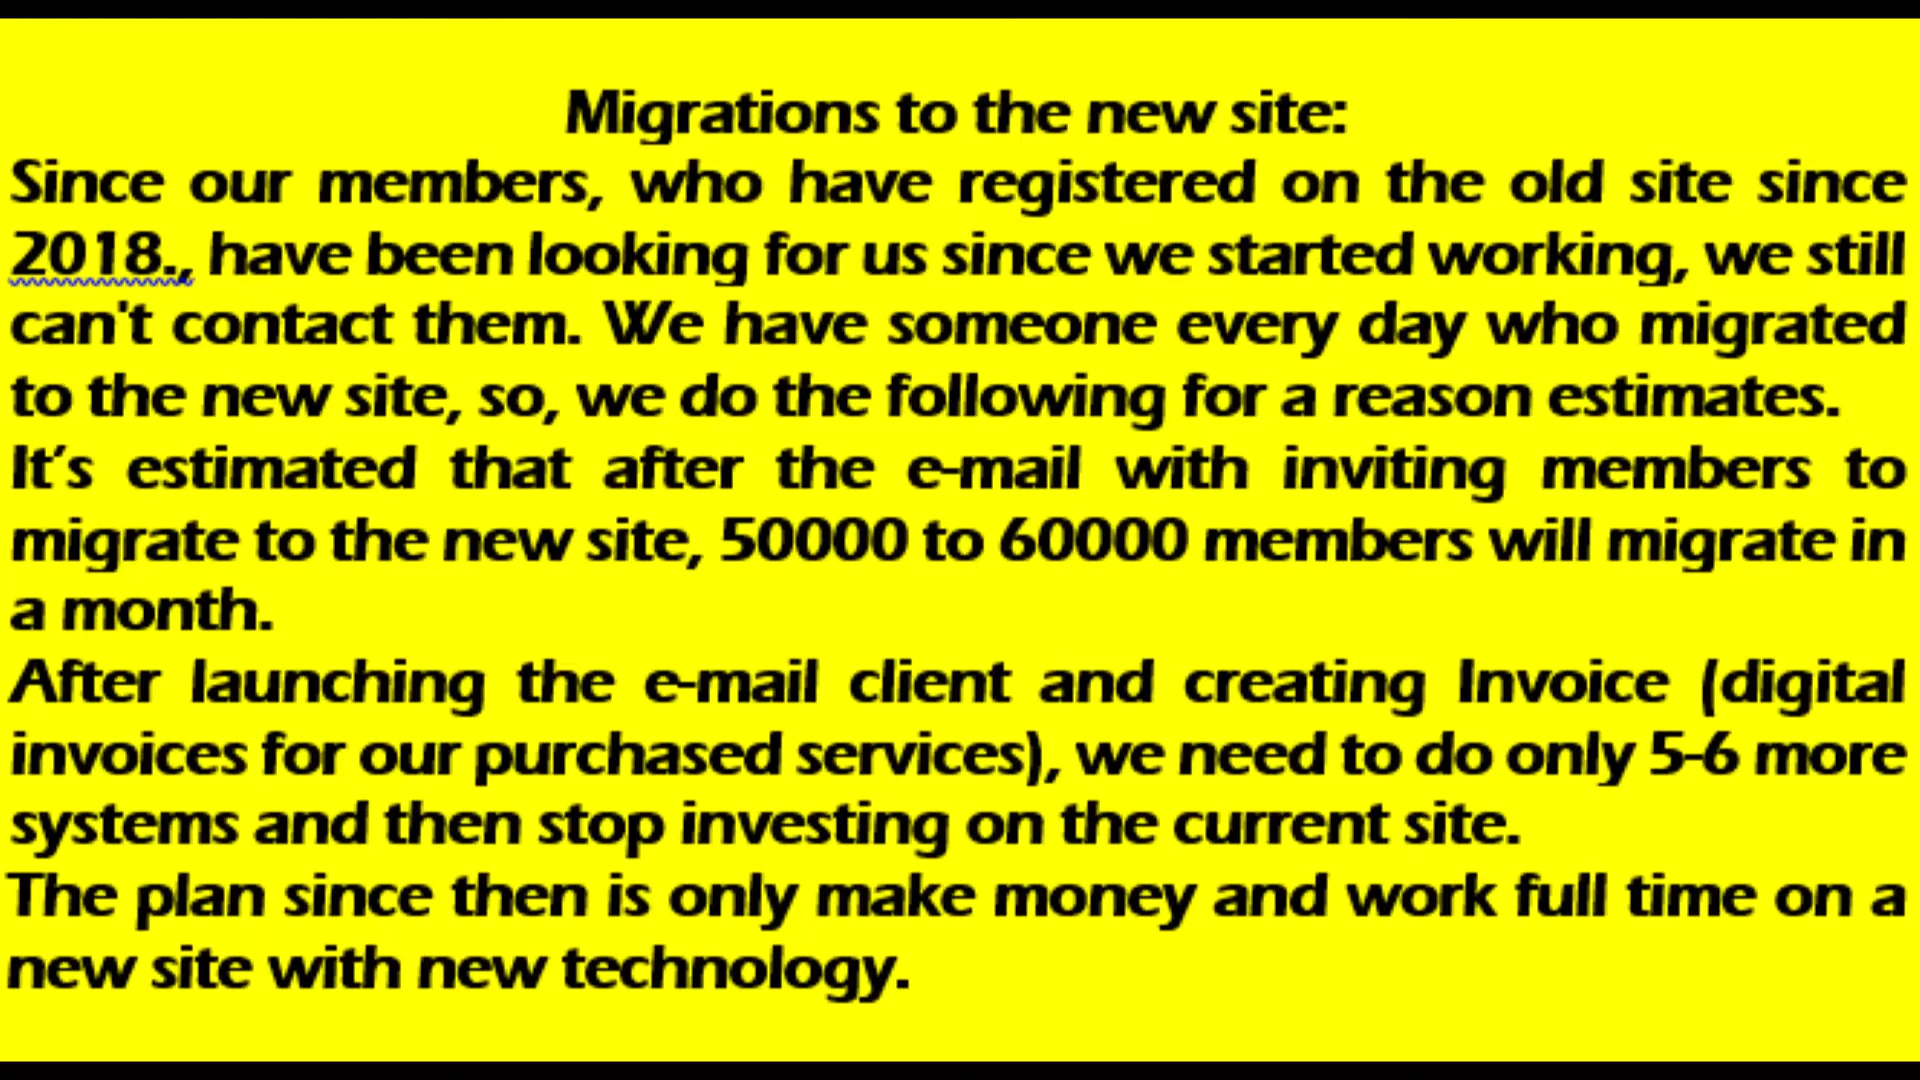 Migrations to the new site:
Since our members, who have registered on the old site since
2018., have been looking for us since we started working, we still
can't contact them. We have someone every day who migrated
to the new site, so, we do the following for a reason estimates.
It’s estimated that after the e-mail with inviting members to
migrate to the new site, 50000 to 60000 members will migrate in
a month.
After launching the e-mail client and creating Invoice (digital
invoices for our purchased services), we need to do only 5-6 more
systems and then stop investing on the current site.
The plan since then is only make money and work full time on a
new site with new technology.